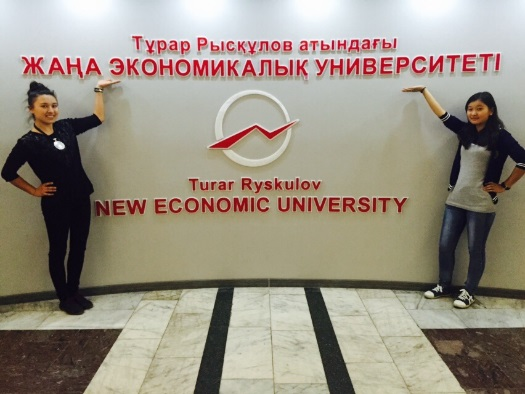 Тұрар Рысқұлов атындағы
ЖАҢА ЭКОНОМИКАЛЫҚ УНИВЕРСИТЕТІ
Turar Ryskulov
NEW ECONOMIC UNIVERSITY